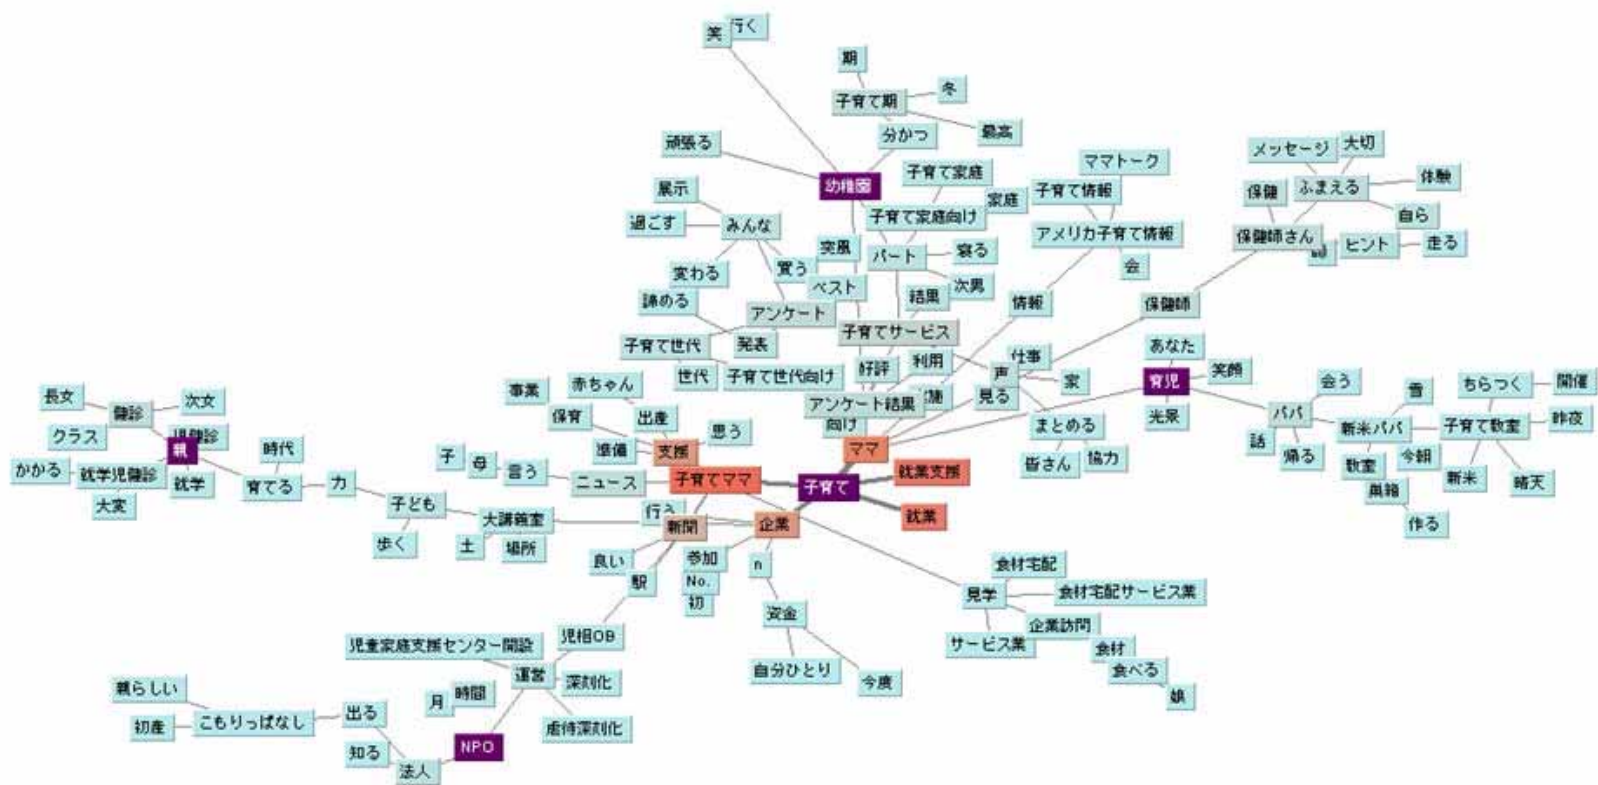 笑
行く
期
子育て期
冬
分かつ
最高
頑張る
幼稚園
子育て家庭
家庭
子育て家庭向け
展示
過ごす
みんな
変わる
買う
突風
パート
寝る
次男
結果
ベスト
諦める
アンケート
子育てサービス
子育て世代
発表
世代
子育て世代向け
好評
利用
アンケート結果
向け
声
仕事
家
見る
まとめる
皆さん
協力
ママトーク
子育て情報
アメリカ子育て情報
会
情報
メッセージ
大切
保健
ふまえる
体験
自ら
保健師さん
ヒント
走る
保健師
あなた
育児
笑顔
光景
パパ
会う
話
帰る
新米パパ
雪
教室
今朝
巣箱
作る
ちらつく
開催
子育て教室
昨夜
新米
晴天
長女
健診
次女
クラス
児健診
親
かかる
就学児健診
就学
大変
時代
育てる
力
子ども
歩く
大講義室
土
場所
事業
赤ちゃん
保育
出産
準備
支援
思う
子
母
言う
ニュース
子育てママ
子育て
ママ
就業支援
就業
行う
新聞
企業
良い
駅
参加
No.
初
n
資金
自分ひとり
今度
見学
食材宅配
食材宅配サービス業
企業訪問
サービス業
食材
食べる
娘
児相OB
児童家庭支援センター開設
運営
深刻化
虐待深刻化
月
時間
NPO
法人
知る
出る
こもりっぱなし
親らしい
初産